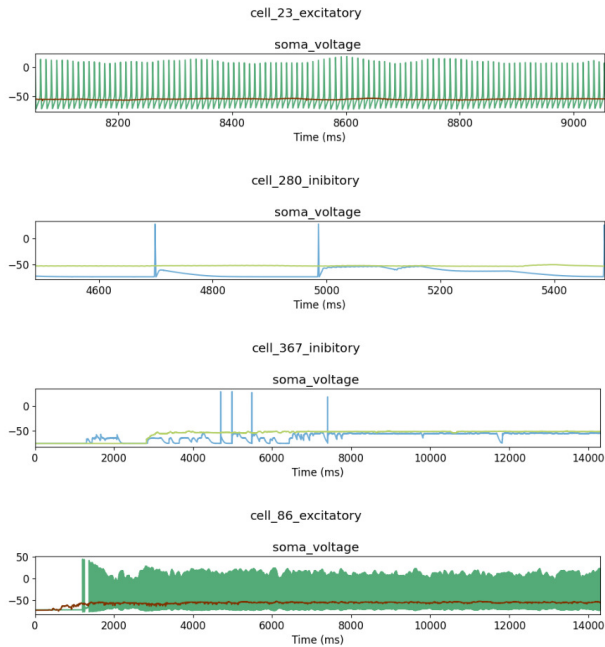 cell_23_excitatory
soma_voltage
0
−50
8200 8400 8600 8800 9000
Time (ms)
cell_280_inibitory
soma_voltage
0
−50
4600 4800 5000 5200 5400
Time (ms)
cell_367_inibitory
soma_voltage
0
−50
0 2000 4000 6000 8000 10000 12000 14000
Time (ms)
cell_86_excitatory
soma_voltage
50
0
−50
0 2000 4000 6000 8000 10000 12000 14000
Time (ms)